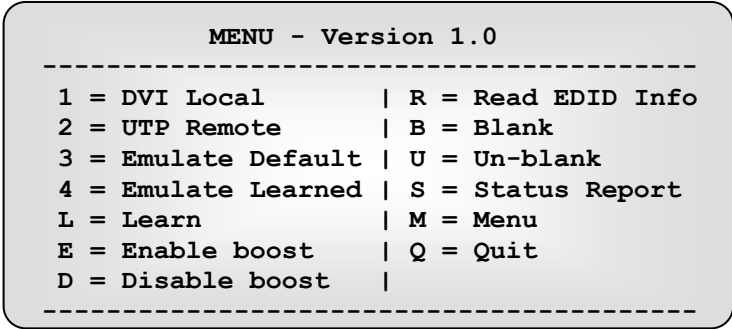 MENU - Version 1.0
-----------------------------------------
1 = DVI Local | R = Read EDID Info
2 = UTP Remote | B = Blank
3 = Emulate Default | U = Un-blank
4 = Emulate Learned | S = Status Report
L = Learn | M = Menu
E = Enable boost | Q = Quit
D = Disable boost |
-----------------------------------------